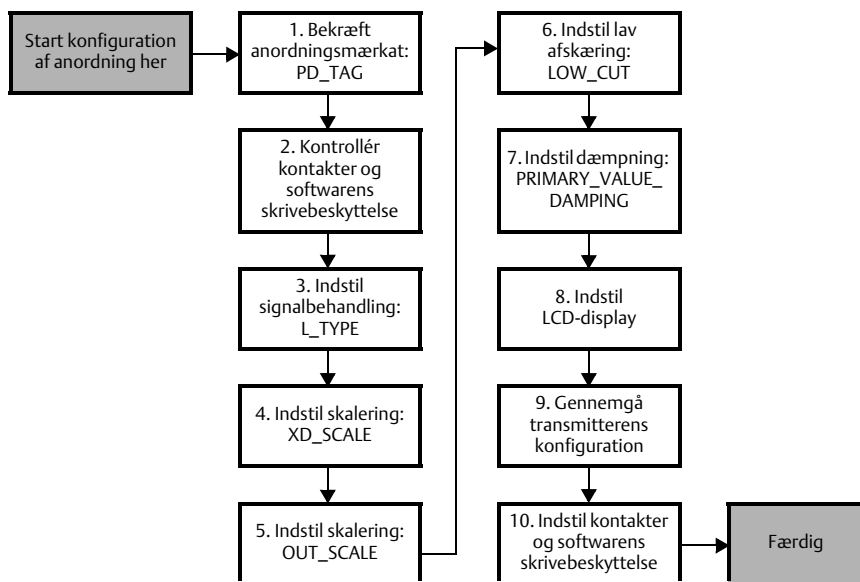 Start konfiguration
af anordning her
1. Bekræft
anordningsmærkat:
PD_TAG
2. Kontrollér
kontakter og
softwarens
skrivebeskyttelse
3. Indstil
signalbehandling:
L_TYPE
4. Indstil skalering:
XD_SCALE
5. Indstil skalering:
OUT_SCALE
6. Indstil lav
afskæring:
LOW_CUT
7. Indstil dæmpning:
PRIMARY_VALUE_
DAMPING
8. Indstil
LCD-display
9. Gennemgå
transmitterens
konfiguration
10. Indstil kontakter
og softwarens
skrivebeskyttelse
Færdig